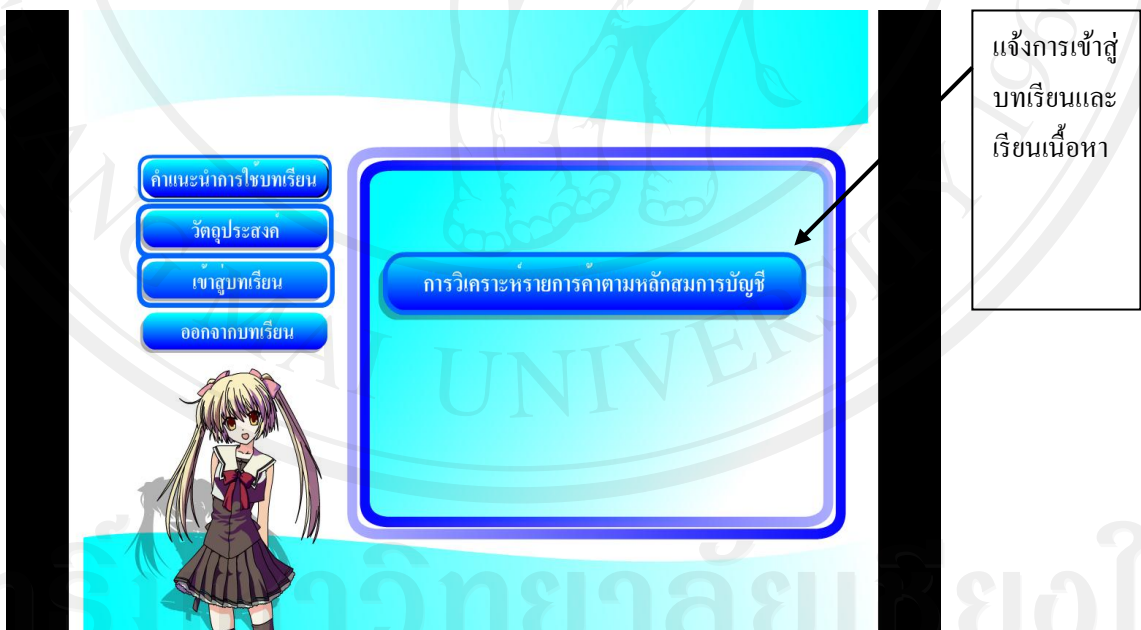 คำแนะนำการใช้บทเรียน
วัตถุประสงค์
เข้าสู่บทเรียน
ออกจากบทเรียน
การวิเคราะห์รายการค้าตามหลักสมการบัญชี
แจ้งการเข้าสู่
บทเรียนและ
เรียนเนื้อหา
UNIVERSITY